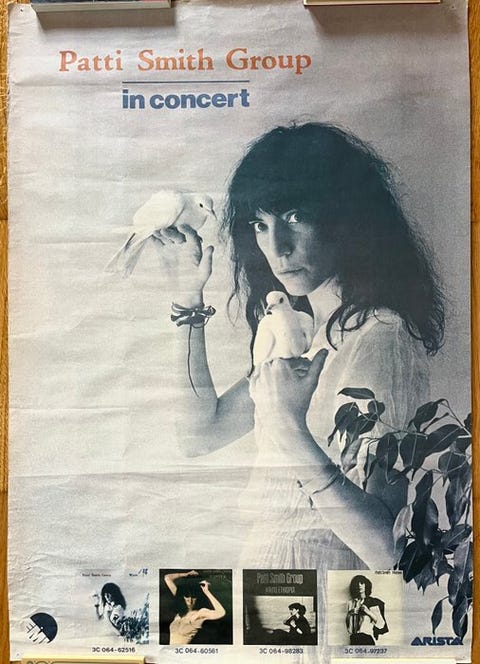 Patti Smith Group
in concert
Patti Smith Group
Wave
Patti Smith Group
RADIO ETHIOPIA
Patti Smith Horses
EMI
3C 064-62516
3C 064-60561
3C 064-98283
3C 064-97237
ARISTA